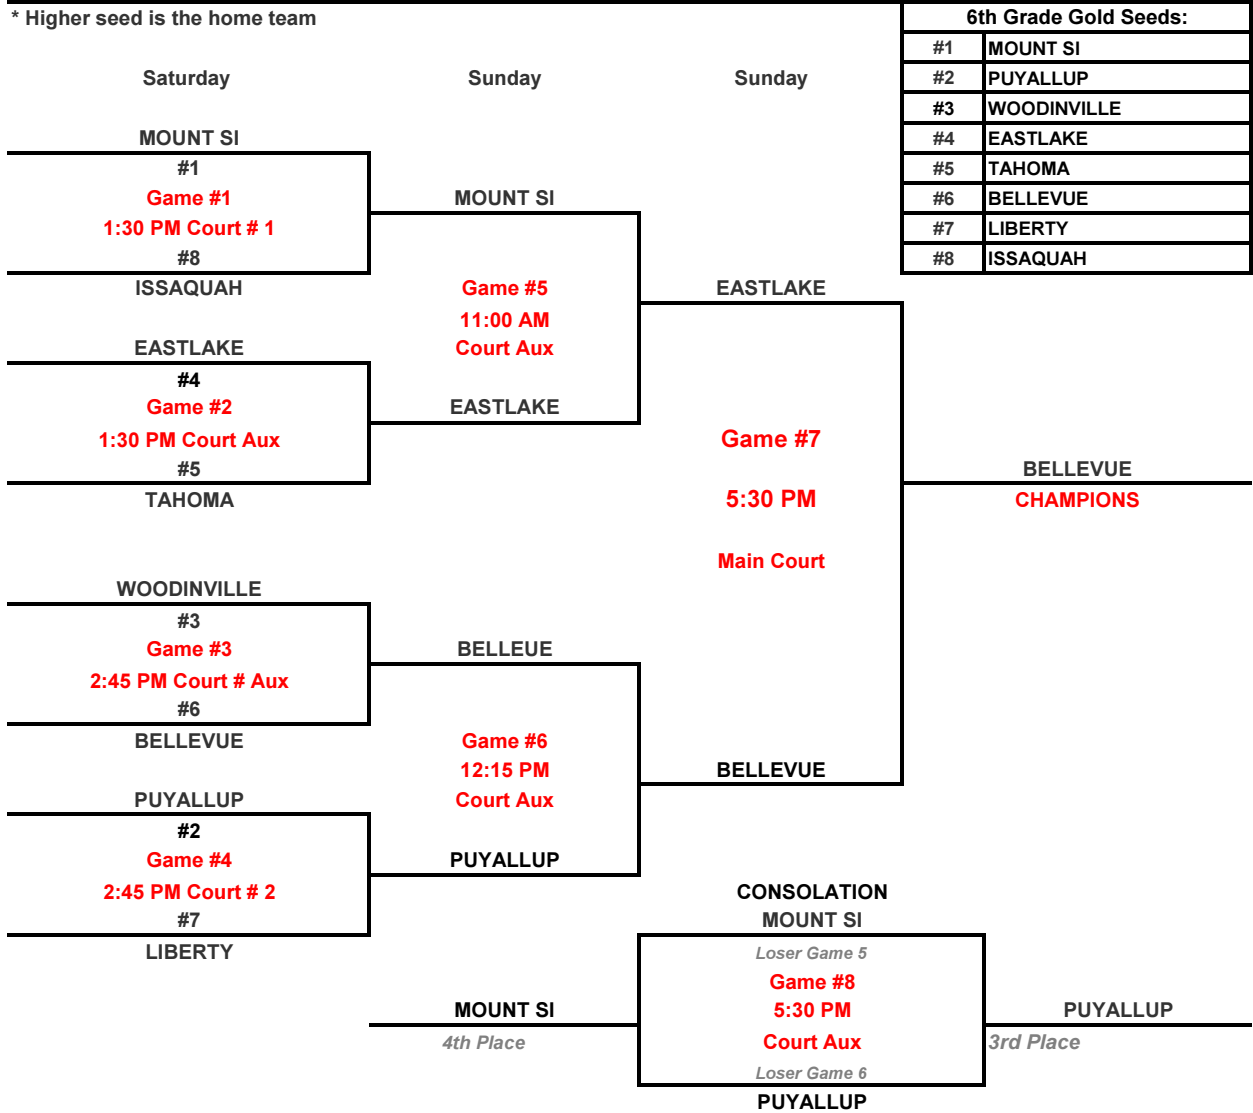 * Higher seed is the home team
6th Grade Gold Seeds:
#1 MOUNT SI
#2 PUYALLUP
#3 WOODINVILLE
#4 EASTLAKE
#5 TAHOMA
#6 BELLEVUE
#7 LIBERTY
#8 ISSAQUAH
Saturday
Sunday
Sunday
MOUNT SI
#1
Game #1
1:30 PM Court # 1
#8
ISSAQUAH
EASTLAKE
#4
Game #2
1:30 PM Court Aux
#5
TAHOMA
WOODINVILLE
#3
Game #3
2:45 PM Court # Aux
#6
BELLEVUE
PUYALLUP
#2
Game #4
2:45 PM Court # 2
#7
LIBERTY
MOUNT SI
Game #5
11:00 AM
Court Aux
EASTLAKE
BELLEUE
Game #6
12:15 PM
Court Aux
PUYALLUP
EASTLAKE
Game #7
5:30 PM
Main Court
BELLEVUE
BELLEVUE
CHAMPIONS
CONSOLATION
MOUNT SI
Loser Game 5
Game #8
5:30 PM
Court Aux
Loser Game 6
PUYALLUP
MOUNT SI
4th Place
PUYALLUP
3rd Place